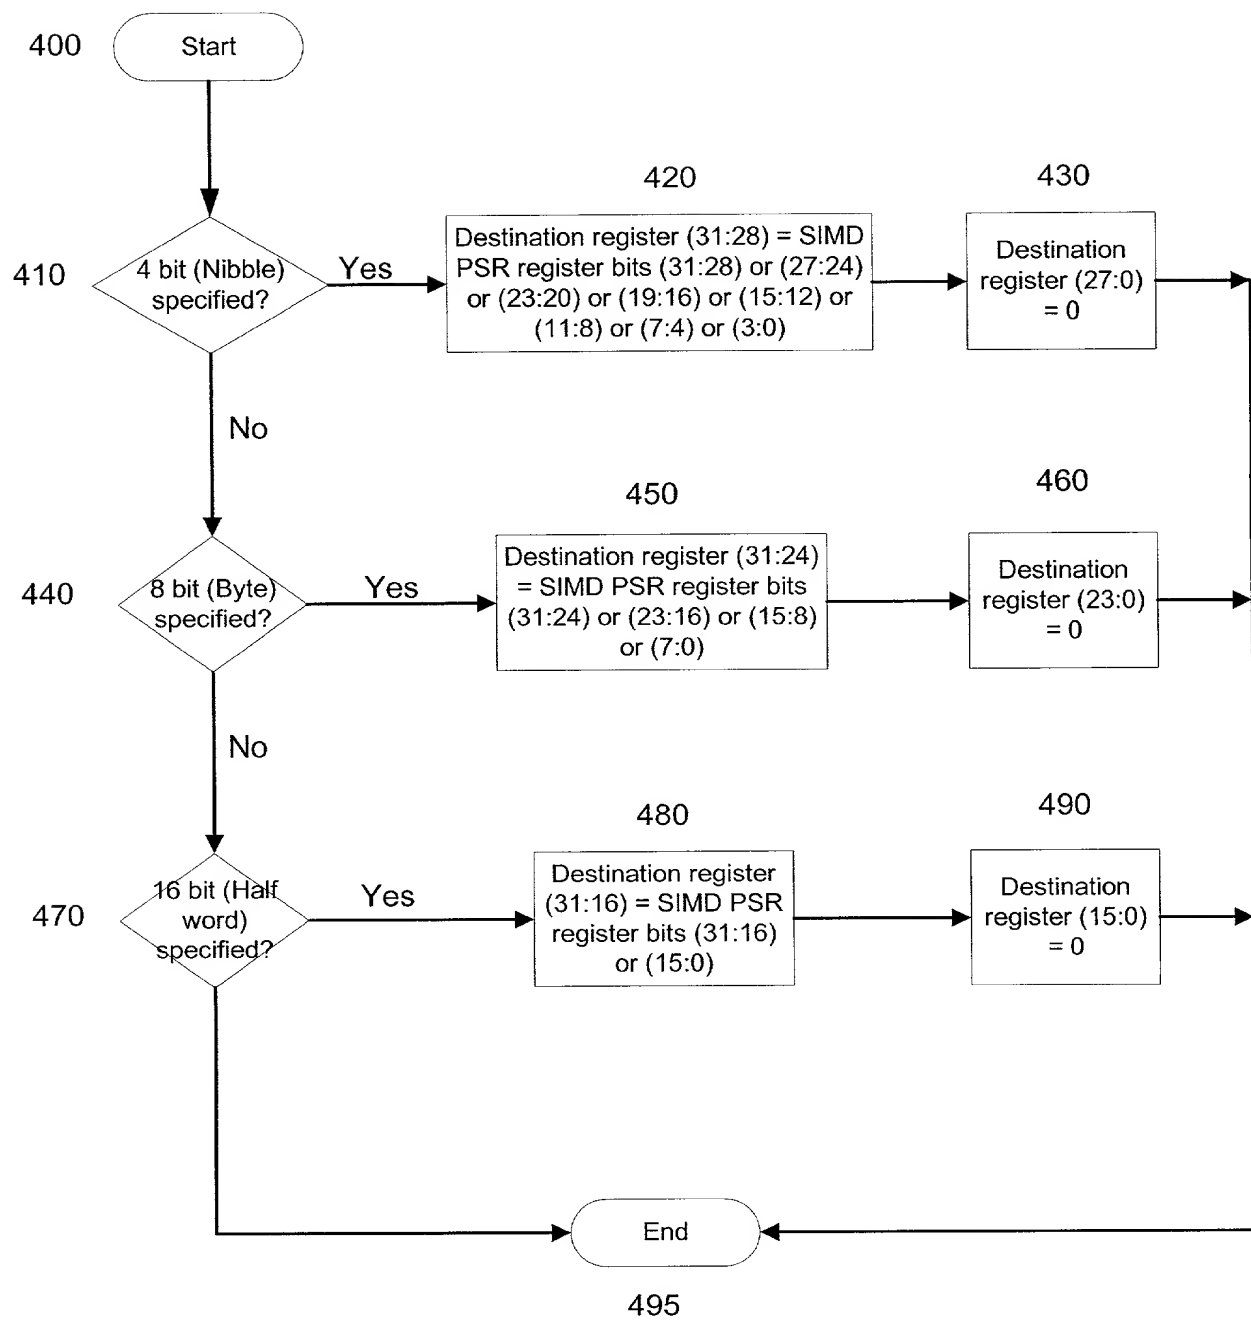 400
Start
420
430
410
4 bit (Nibble)
specified?
Yes
Destination register (31:28) = SIMD
PSR register bits (31:28) or (27:24)
or (23:20) or (19:16) or (15:12) or
(11:8) or (7:4) or (3:0)
Destination
register (27:0)
= 0
No
450
460
440
8 bit (Byte)
specified?
Yes
Destination register (31:24)
= SIMD PSR register bits
(31:24) or (23:16) or (15:8)
or (7:0)
Destination
register (23:0)
= 0
No
480
490
470
16 bit (Half
word)
specified?
Yes
Destination register
(31:16) = SIMD PSR
register bits (31:16)
or (15:0)
Destination
register (15:0)
= 0
End
495